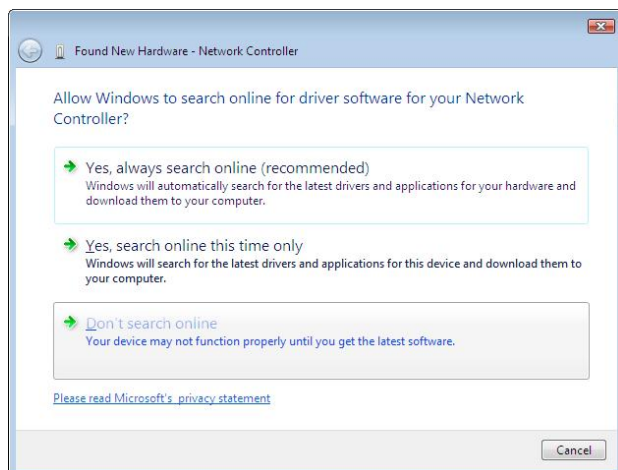 Found New Hardware - Network Controller
Allow Windows to search online for driver software for your Network
Controller?
Yes, always search online (recommended)
Windows will automatically search for the latest drivers and applications for your hardware and
download them to your computer.
Yes, search online this time only
Windows will search for the latest drivers and applications for this device and download them to
your computer.
Don't search online
Your device may not function properly until you get the latest software.
Please read Microsoft's privacy statement
Cancel